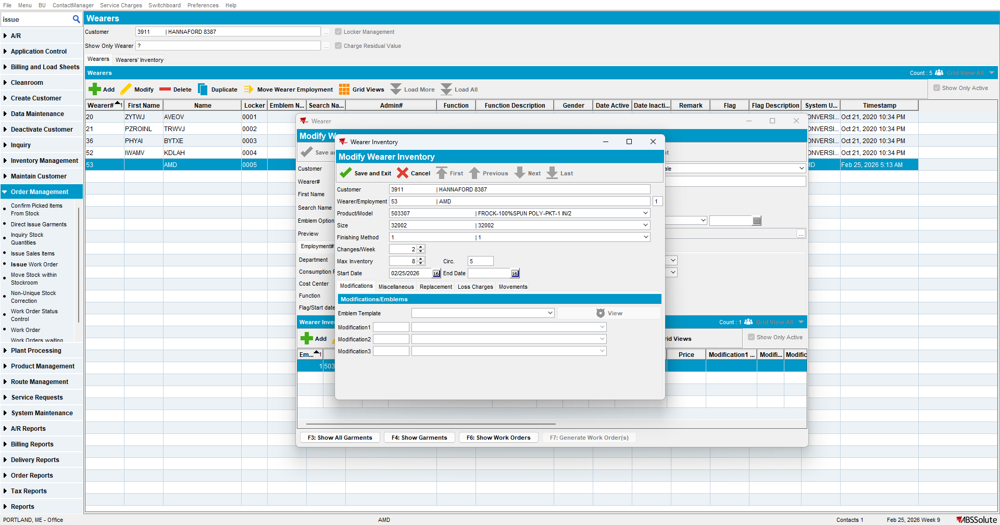 File Menu BU ContactManager Service Charges Switchboard Preferences Help
issue
Wearers
Customer 3911 | HANNAFORD 8387 ... Locker Management
Show Only Wearer ? ... Charge Residual Value
Wearers Wearers' Inventory
Wearers Count : 5 Grid View All
Add Modify Delete Duplicate Move Wearer Employment Grid Views Load More Load All Show Only Active
Wearer# 1 First Name Name Locker Emblem N... Search Na... Admin# Function Function Description Gender Date Active Date Inacti... Remark Flag Flag Description System U... Timestamp
20 ZYTWJ AVEOV 0001 ONVERSI... Oct 21, 2020 10:34 PM
21 PZROINL TRWVJ 0002 ONVERSI... Oct 21, 2020 10:34 PM
36 PHYAI BYTXE 0003 ONVERSI... Oct 21, 2020 10:34 PM
52 IWAMV KDLAH 0004 ONVERSI... Oct 21, 2020 10:34 PM
53 AMD 0005 MD Feb 25, 2026 5:13 AM
A/R
Application Control
Billing and Load Sheets
Cleanroom
Create Customer
Data Maintenance
Deactivate Customer
Inquiry
Inventory Management
Maintain Customer
Order Management
Confirm Picked Items
From Stock
Direct Issue Garments
Inquiry Stock
Quantities
Issue Sales Items
Issue Work Order
Move Stock within
Stockroom
Non-Unique Stock
Correction
Work Order Status
Control
Work Order
Work Orders waiting
Plant Processing
Product Management
Route Management
Service Requests
System Maintenance
A/R Reports
Billing Reports
Delivery Reports
Order Reports
Tax Reports
Reports
Wearer
Modify W
Save a
Customer
Wearer#
First Name
Search Name
Emblem Option
Preview
Employment#
Department
Consumption
Cost Center
Function
Flag/Start date
ale
16
...
Wearer Inve Count : 1 Grid View All
Add rid Views Show Only Active
Em... 1 Price Modification1 ... Modifi... Modific
1 503
F3: Show All Garments F4: Show Garments F6: Show Work Orders F7: Generate Work Order(s)
Wearer Inventory
Modify Wearer Inventory
Save and Exit Cancel First Previous Next Last
Customer 3911 | HANNAFORD 8387
Wearer/Employment 53 | AMD 1
Product/Model 503307 | FROCK-100%SPUN POLY-PKT-1 IN/2
Size 32002 | 32002
Finishing Method 1 | 1
Changes/Week 2
Max Inventory 8 Circ. 5
Start Date 02/25/2026 16 End Date 16
Modifications Miscellaneous Replacement Loss Charges Movements
Modifications/Emblems
Emblem Template View
Modification1
Modification2
Modification3
PORTLAND, ME - Office AMD Contacts 1 Feb 25, 2026 Week 9 ABSSolute